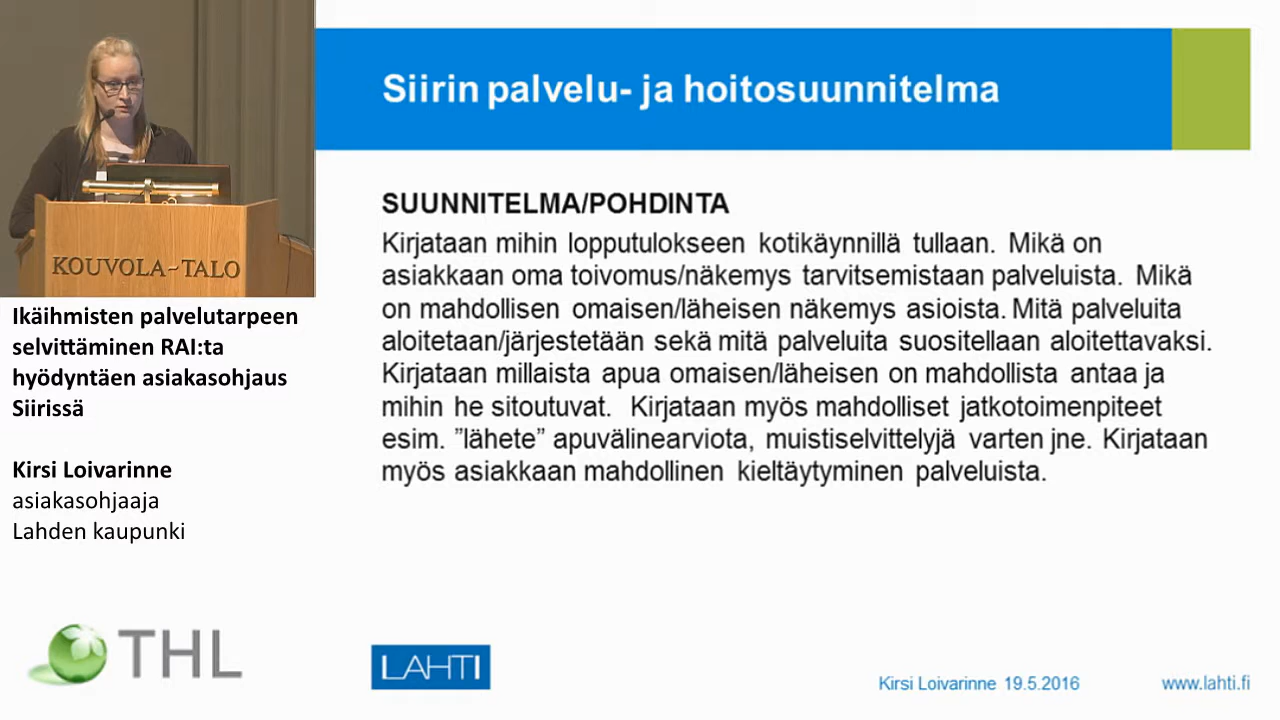 Siirin palvelu- ja hoitosuunnitelma
SUUNNITELMA/POHDINTA
Kirjataan mihin lopputulokseen kotikäynnillä tullaan. Mikä on
asiakkaan oma toivomus/näkemys tarvitsemistaan palveluista. Mikä
on mahdollisen omaisen/läheisen näkemys asioista. Mitä palveluita
aloitetaan/järjestetään sekä mitä palveluita suositellaan aloitettavaksi.
Kirjataan millaista apua omaisen/läheisen on mahdollista antaa ja
mihin he sitoutuvat. Kirjataan myös mahdolliset jatkotoimenpiteet
esim. ”lähete” apuvälinearviota, muistiselvittelyjä varten jne. Kirjataan
myös asiakkaan mahdollinen kieltäytyminen palveluista.
KOUVOLA-TALO
Ikäihmisten palvelutarpeen
selvittäminen RAI:ta
hyödyntäen asiakasohjaus
Siirissä
Kirsi Loivarinne
asiakasohjaaja
Lahden kaupunki
THL
LAHTI
Kirsi Loivarinne 19.5.2016
www.lahti.fi